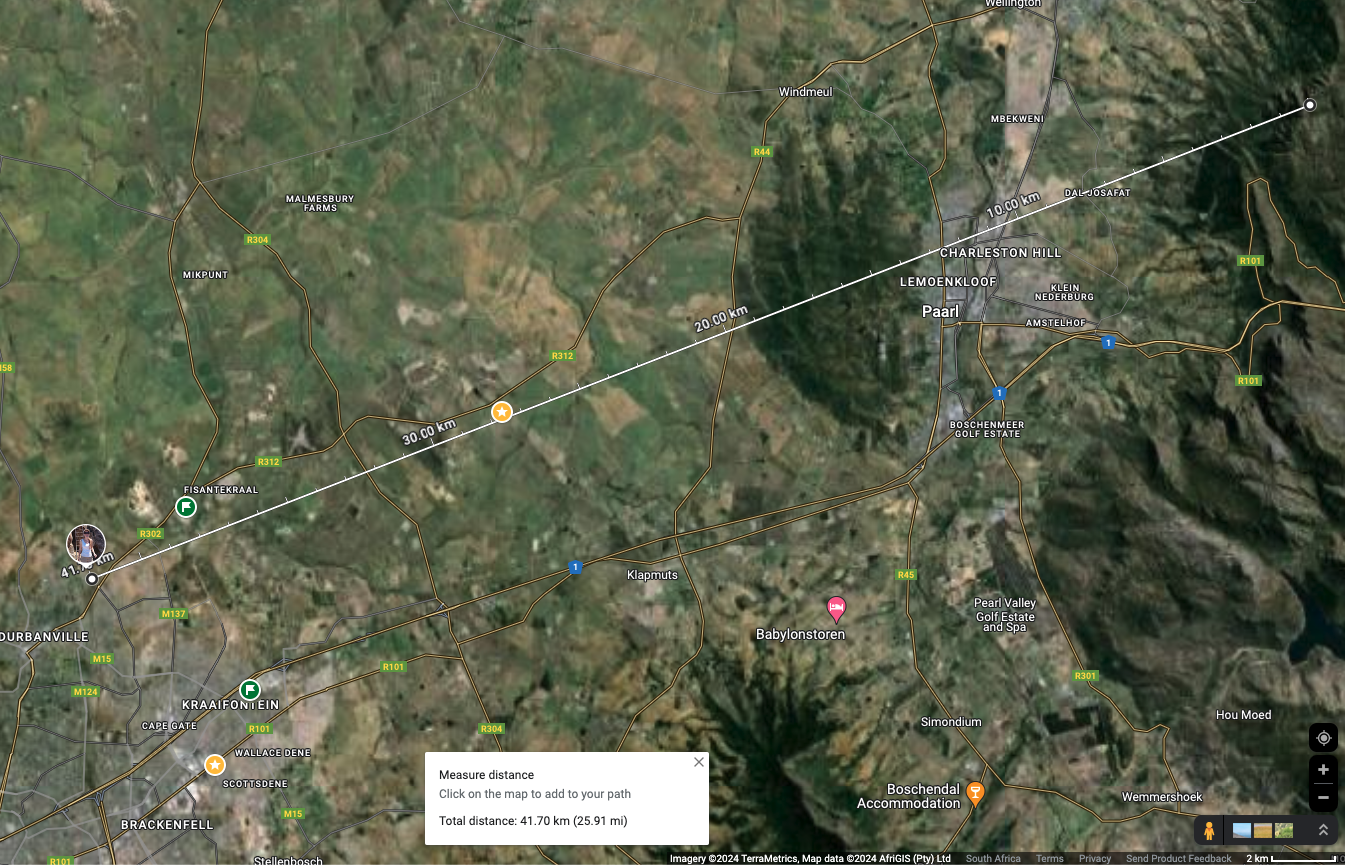 Wellington
Windmeul
MBEKWENI
R44
DAL JOSAFAT
MALMESBURY
FARMS
10.00 km
R304
CHARLESTON HILL
R101
MIKPUNT
LEMOENKLOOF
KLEIN
NEDERBURG
Paarl
20.00 km
AMSTELHOF
1
R312
R101
1
BOSCHENMEER
GOLF ESTATE
30.00 km
R312
FISANTEKRAAL
R302
km
1
Klapmuts
R45
Pearl Valley
Golf Estate
and Spa
M137
DURBANVILLE
Babylonstoren
M15
R101
R301
M124
KRAAIFONTEIN
Hou Moed
CAPE GATE
R101
R304
Simondium
WALLACE DENE
SCOTTSDENE
Measure distance
Click on the map to add to your path
Total distance: 41.70 km (25.91 mi)
Boschendal
Accommodation
Wemmershoek
M15
BRACKENFELL
R101
Stellenbosch
Imagery ©2024 TerraMetrics, Map data ©2024 AfriGIS (Pty) Ltd South Africa Terms Privacy Send Product Feedback 2 km